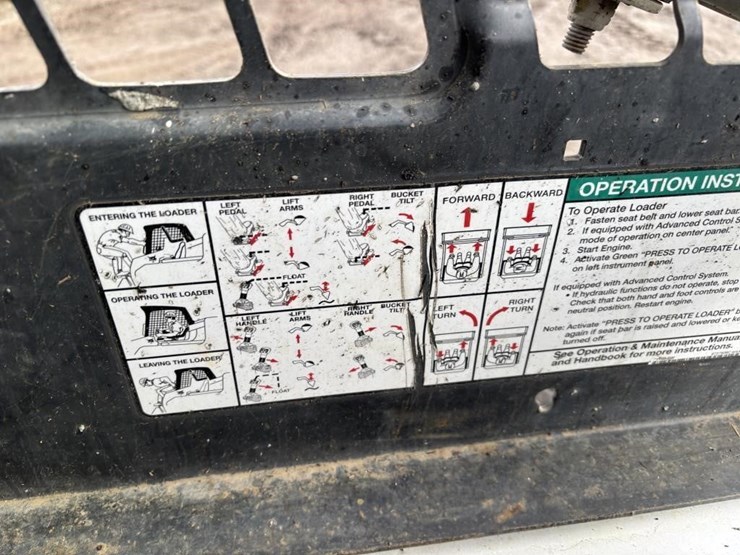 ENTERING THE LOADER
OPERATING THE LOADER
LEAVING THE LOADER
LEFT
PEDAL
LIFT
ARMS
RIGHT
PEDAL
BUCKET
TILT
FLOAT
LEFT
HANDLE
LIFT
ARMS
RIGHT
HANDLE
BUCKET
TILT
FLOAT
FORWARD
BACKWARD
LEFT
TURN
RIGHT
TURN
OPERATION INST
To Operate Loader
1. Fasten seat belt and lower seat bar.
2. If equipped with Advanced Control S
mode of operation on center panel.
3. Start Engine.
4. Activate Green "PRESS TO OPERATE L
on left instrument panel.
If equipped with Advanced Control System.
• If hydraulic functions do not operate, stop
Check that both hand and foot controls are
neutral position. Restart engine.
Note: Activate "PRESS TO OPERATE LOADER"
again if seat bar is raised and lowered or
turned off.
See Operation & Maintenance Manua
and Handbook for more instructions.